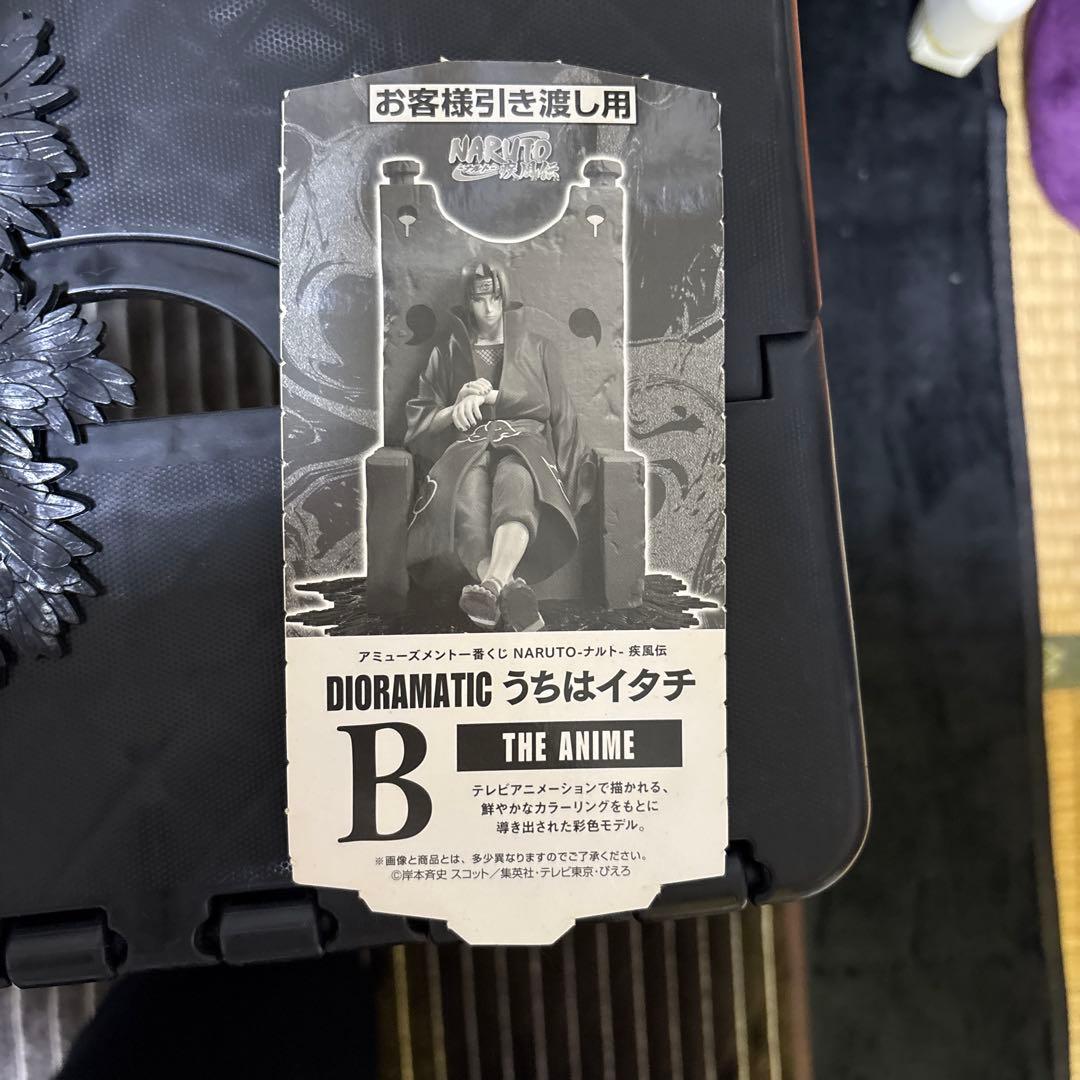 お客様引き渡し用
NARUTO
-ナルト- 疾風伝
アミューズメント一番くじ NARUTO-ナルト- 疾風伝
DIORAMATIC うちはイタチ
B
THE ANIME
テレビアニメーションで描かれる、
鮮やかなカラーリングをもとに
導き出された彩色モデル。
※画像と商品とは、多少異なりますのでご了承ください。
©岸本斉史 スコット／集英社・テレビ東京・ぴえろ